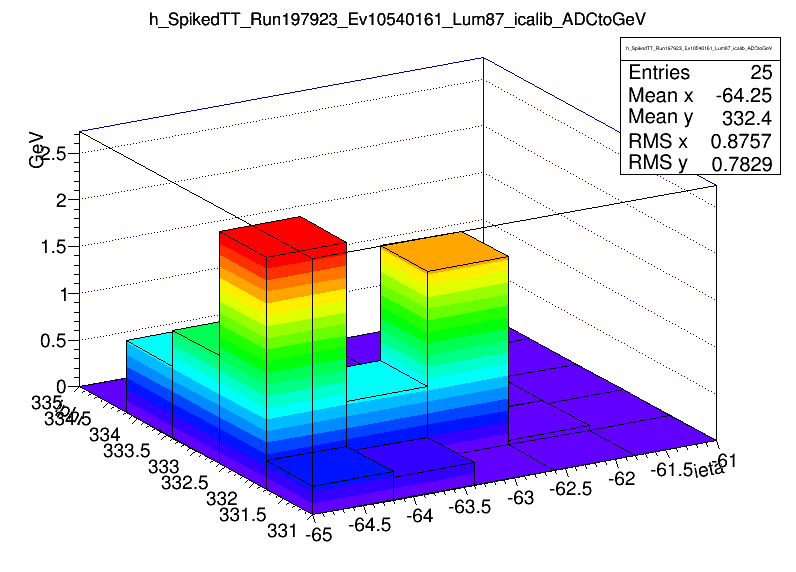 h_SpikedTT_Run197923_Ev10540161_Lum87_icalib_ADCtoGeV
h_SpikedTT_Run197923_Ev10540161_Lum87_icalib_ADCtoGeV
Entries 25
Mean x -64.25
Mean y 332.4
RMS x 0.8757
RMS y 0.7829
GeV
2.5
2
1.5
1
0.5
0
335
334.5
334
333.5
333
332.5
332
331.5
331
-65
-64.5
-64
-63.5
-63
-62.5
-62
-61.5
-61
ieta